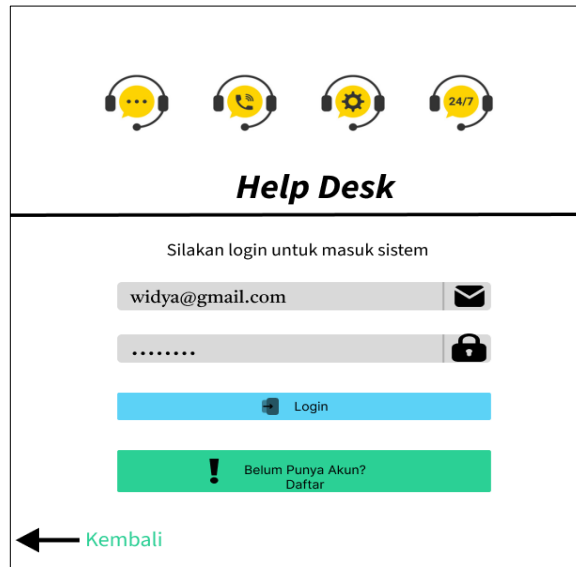 24/7
Help Desk
Silakan login untuk masuk sistem
widya@gmail.com
........
Login
Belum Punya Akun?
Daftar
Kembali